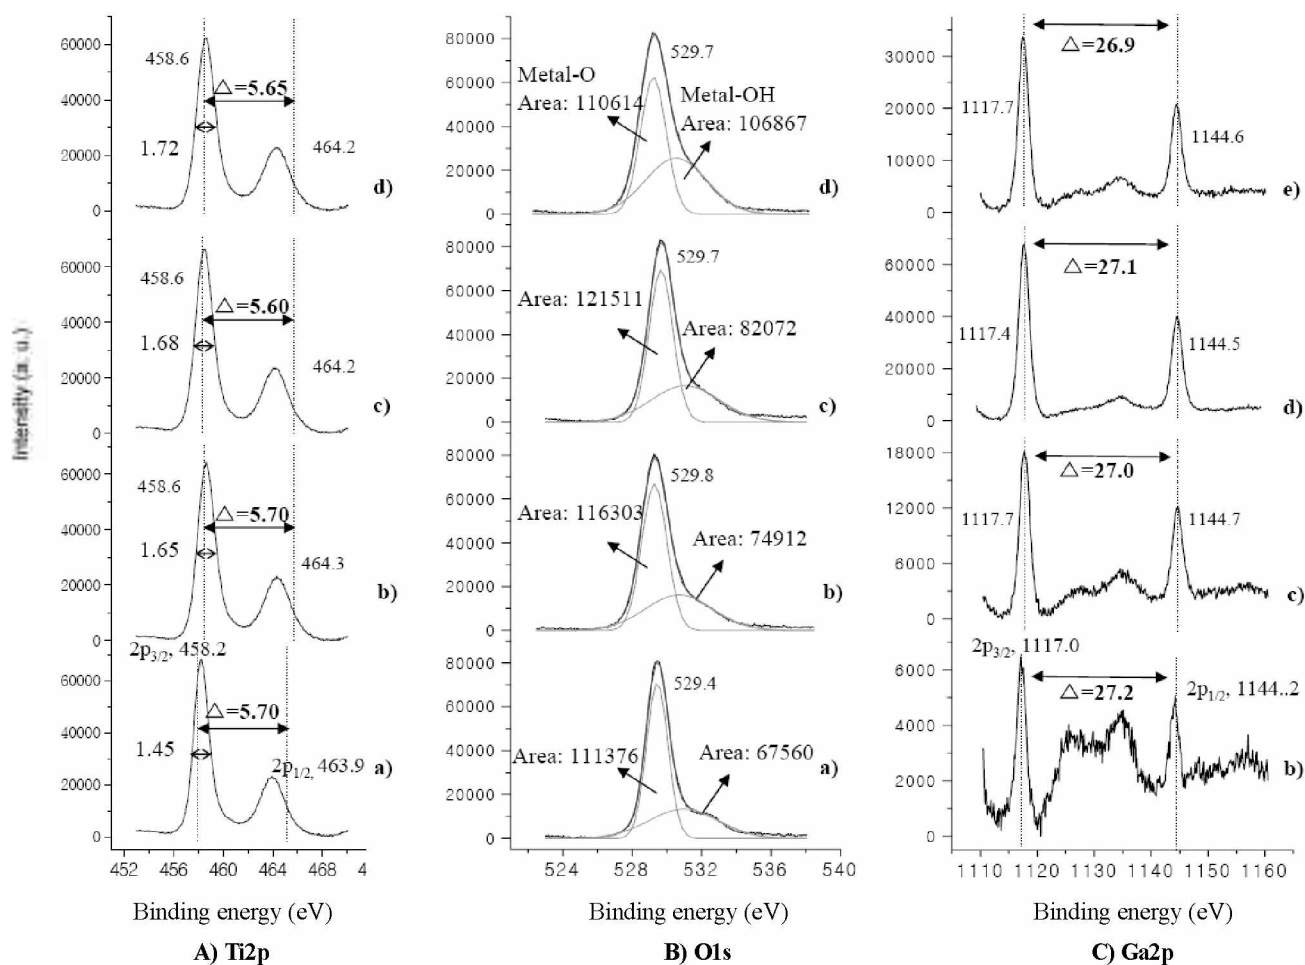 Intensity (a. u.)
60000
40000
20000
0
458.6
△=5.65
1.72
464.2
d)
60000
40000
20000
0
458.6
△=5.60
1.68
464.2
c)
60000
40000
20000
0
458.6
△=5.70
1.65
464.3
b)
60000
40000
20000
0
2p3/2, 458.2
△=5.70
1.45
2p1/2, 463.9
a)
452 456 460 464 468 4
Binding energy (eV)
A) Ti2p
80000
60000
40000
20000
0
529.7
Metal-O
Area: 110614
Metal-OH
Area: 106867
d)
80000
60000
40000
20000
0
529.7
Area: 121511
Area: 82072
c)
80000
60000
40000
20000
0
529.8
Area: 116303
Area: 74912
b)
80000
60000
40000
20000
0
529.4
Area: 111376
Area: 67560
a)
524 528 532 536 540
Binding energy (eV)
B) O1s
30000
20000
10000
0
△=26.9
1117.7
1144.6
e)
60000
40000
20000
0
△=27.1
1117.4
1144.5
d)
18000
12000
6000
0
△=27.0
1117.7
1144.7
c)
6000
4000
2000
0
2p3/2, 1117.0
△=27.2
2p1/2, 1144..2
b)
1110 1120 1130 1140 1150 1160
Binding energy (eV)
C) Ga2p